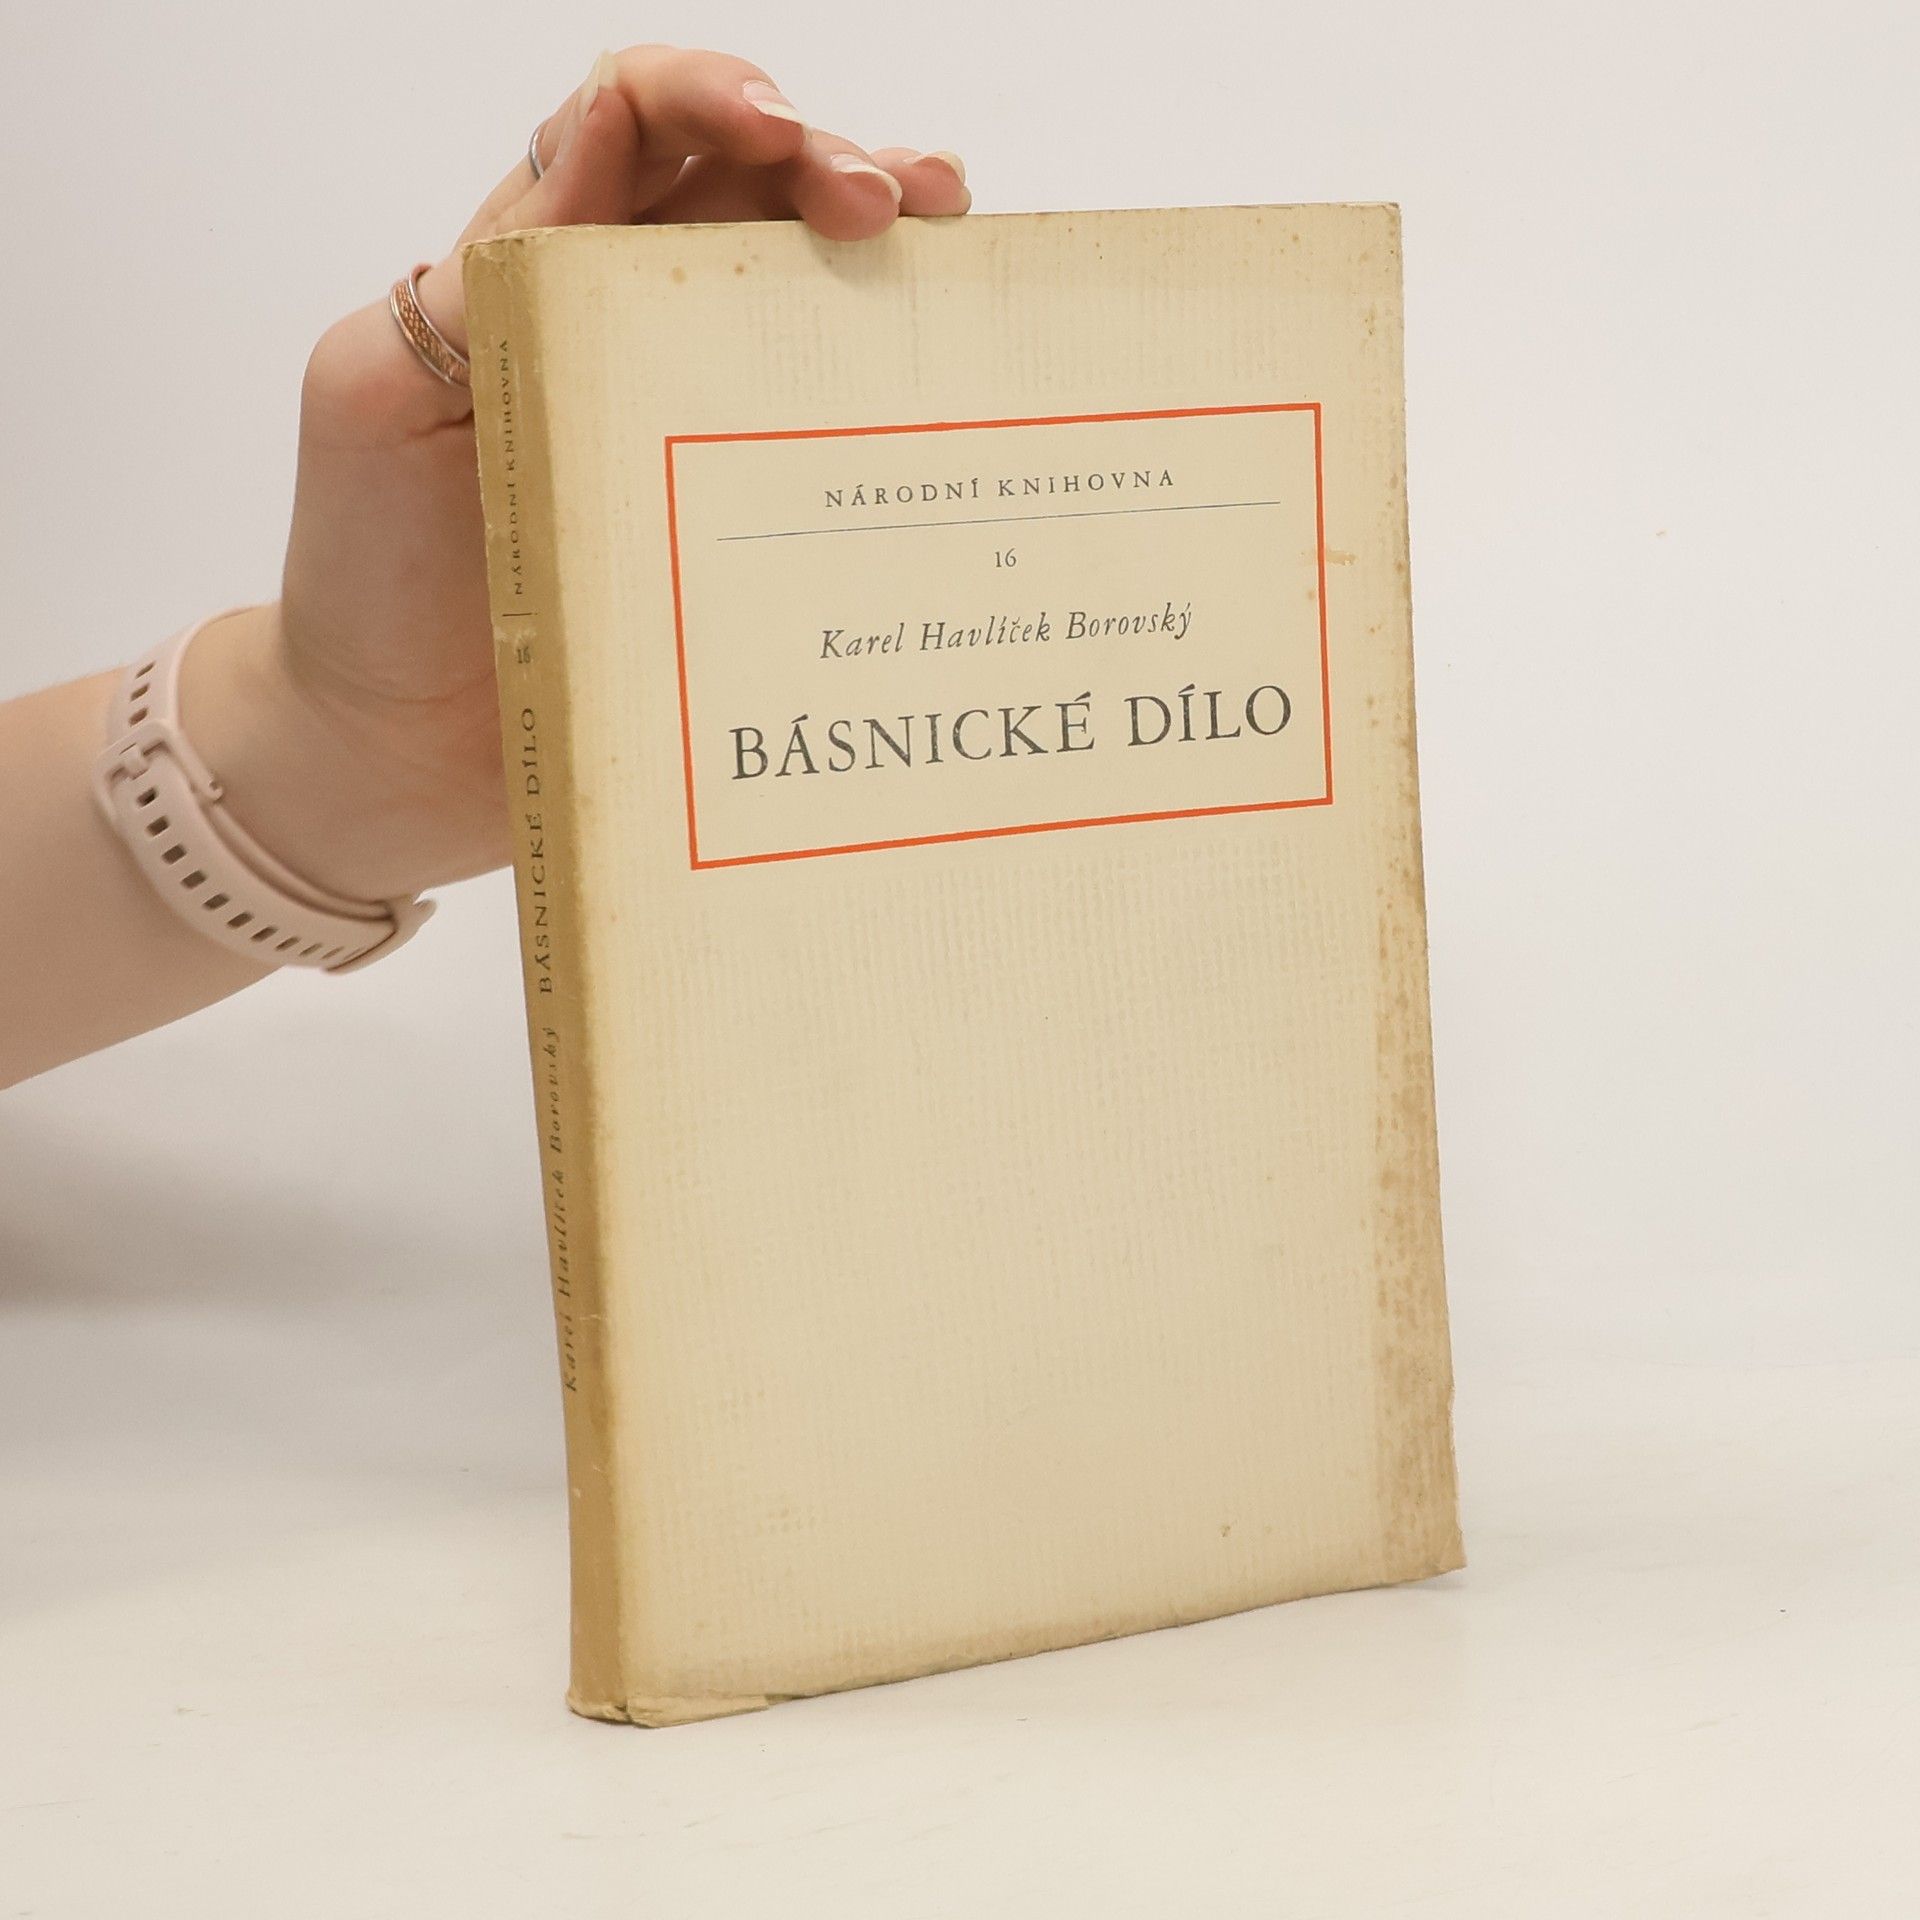 NÁRODNÍ KNIHOVNA
16
Karel Havlíček Borovský
BÁSNICKÉ DÍLO
Karel Havlíček Borovský BÁSNICKÉ DÍLO 16 NÁRODNÍ KNIHOVNA